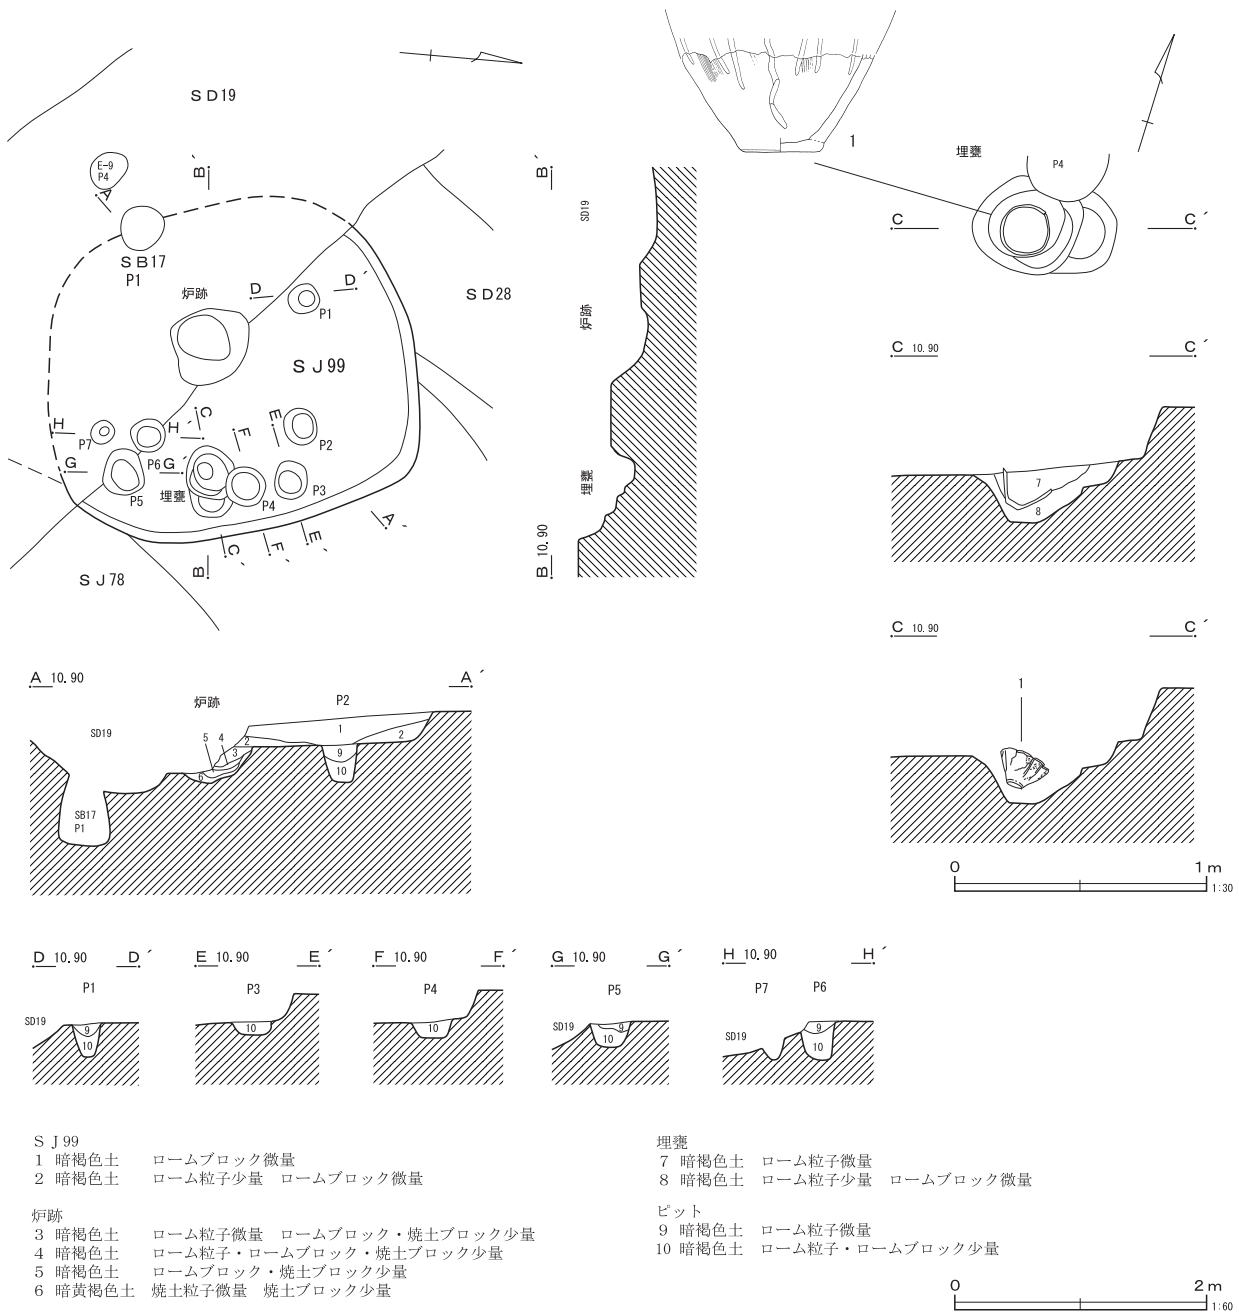 SD19
E-9
P4
A
B´
SB17
P1
炉跡
D
D´
P1
SD28
SJ99
H
P7
H´
C
F
E
P2
G
P6
G´
P5
埋甕
P4
P3
A´
B
C´
F´
E´
SJ78
B´
SD19
炉跡
埋甕
B 10.90
1
埋甕
P4
C
C´
C 10.90
C´
7
8
C 10.90
C´
1
0
1m
1:30
A 10.90
A´
炉跡
P2
SD19
1
5 4
2
2
3
6
9
10
SB17
P1
D 10.90
D´
P1
SD19
9
10
E 10.90
E´
P3
10
F 10.90
F´
P4
10
G 10.90
G´
P5
SD19
9
10
H 10.90
H´
P7
P6
SD19
9
10
SJ99
1 暗褐色土 ロームブロック微量
2 暗褐色土 ローム粒子少量 ロームブロック微量
炉跡
3 暗褐色土 ローム粒子微量 ロームブロック・焼土ブロック少量
4 暗褐色土 ローム粒子・ロームブロック・焼土ブロック少量
5 暗褐色土 ロームブロック・焼土ブロック少量
6 暗黄褐色土 焼土粒子微量 焼土ブロック少量
埋甕
7 暗褐色土 ローム粒子微量
8 暗褐色土 ローム粒子少量 ロームブロック微量
ピット
9 暗褐色土 ローム粒子微量
10 暗褐色土 ローム粒子・ロームブロック少量
0
2m
1:60